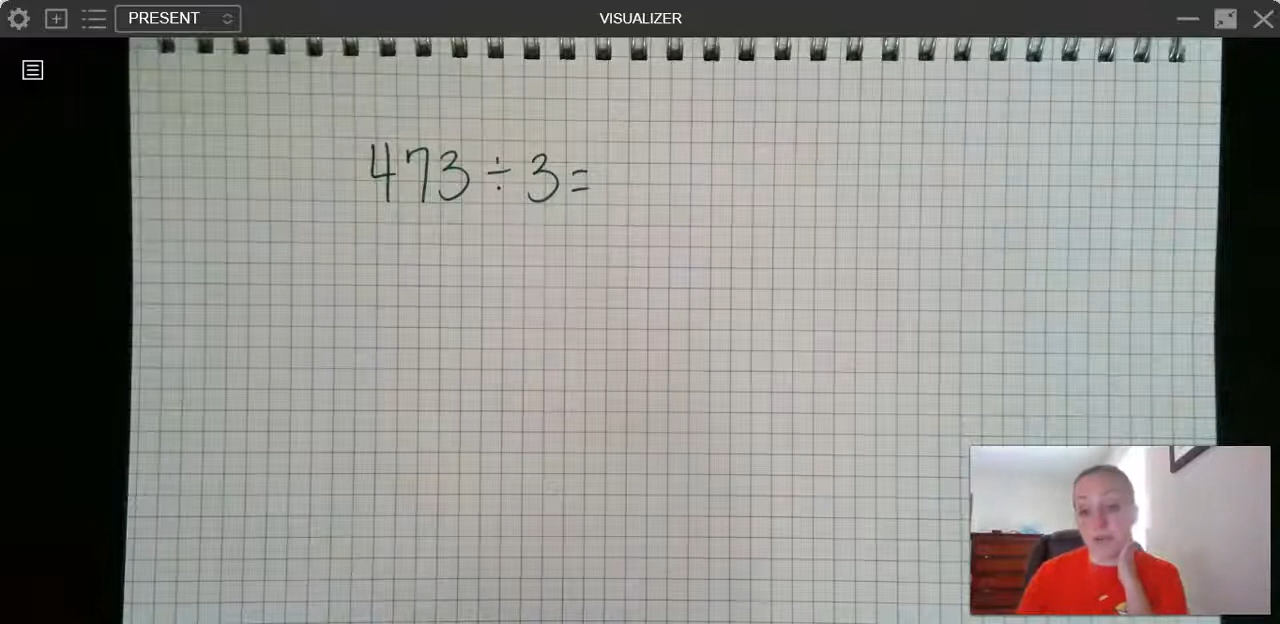 PRESENT
VISUALIZER
473 ÷ 3 =